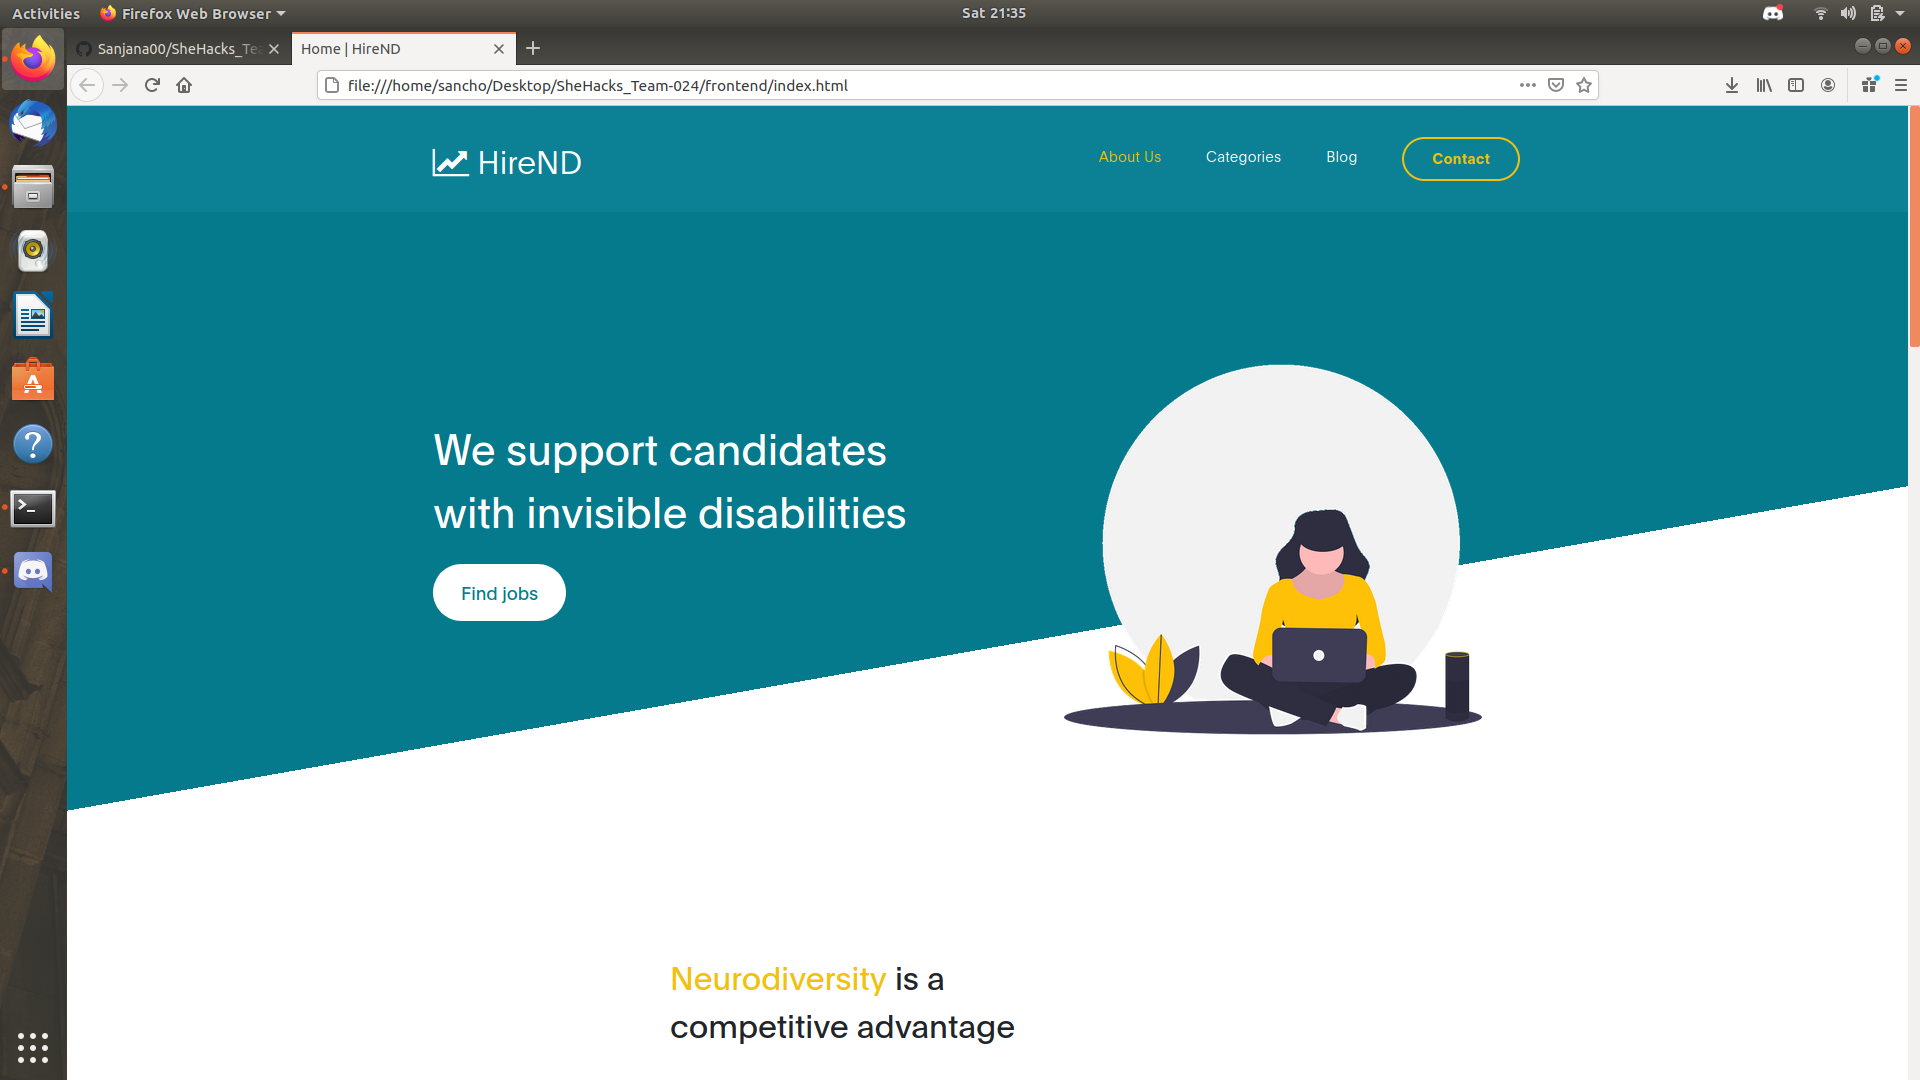 Activities
Firefox Web Browser
Sat 21:35
Sanjana00/SheHacks_Te
Home | HireND
file:///home/sancho/Desktop/SheHacks_Team-024/frontend/index.html
HireND
About Us
Categories
Blog
Contact
We support candidates
with invisible disabilities
Find jobs
Neurodiversity is a
competitive advantage